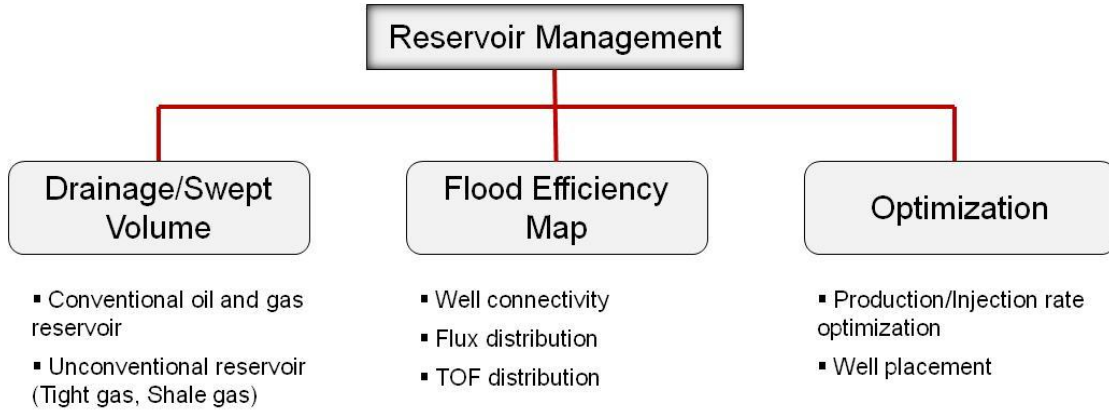 Reservoir Management
Drainage/Swept
Volume
▪ Conventional oil and gas
reservoir
▪ Unconventional reservoir
(Tight gas, Shale gas)
Flood Efficiency
Map
▪ Well connectivity
▪ Flux distribution
▪ TOF distribution
Optimization
▪ Production/Injection rate
optimization
▪ Well placement